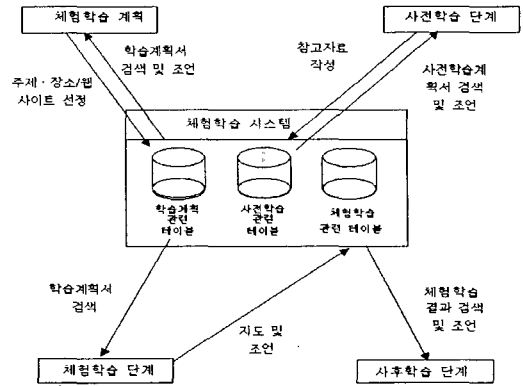 체험학습 계획
사전학습 단계
학습계획서
검색 및 조언
주제·장소/웹
사이트 선정
참고자료
작성
사전학습계
획서 검색
및 조언
체험학습 시스템
학습계획
관련
테이블
사전학습
관련
테이블
체험학습
관련 테이블
학습계획서
검색
지도 및
조언
체험학습
결과 검색
및 조언
체험학습 단계
사후학습 단계